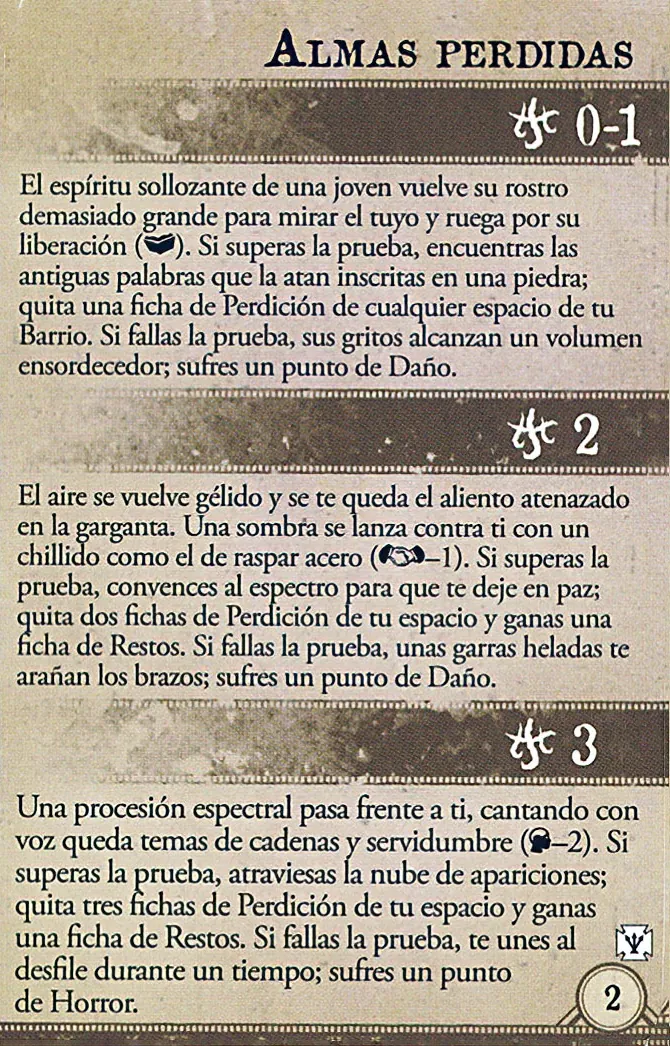 ALMAS PERDIDAS
0-1
El espíritu sollozante de una joven vuelve su rostro
demasiado grande para mirar el tuyo y ruega por su
liberación (). Si superas la prueba, encuentras las
antiguas palabras que la atan inscritas en una piedra;
quita una ficha de Perdición de cualquier espacio de tu
Barrio. Si fallas la prueba, sus gritos alcanzan un volumen
ensordecedor; sufres un punto de Daño.
2
El aire se vuelve gélido y se te queda el aliento atenazado
en la garganta. Una sombra se lanza contra ti con un
chillido como el de raspar acero (–1). Si superas la
prueba, convences al espectro para que te deje en paz;
quita dos fichas de Perdición de tu espacio y ganas una
ficha de Restos. Si fallas la prueba, unas garras heladas te
arañan los brazos; sufres un punto de Daño.
3
Una procesión espectral pasa frente a ti, cantando con
voz queda temas de cadenas y servidumbre (–2). Si
superas la prueba, atraviesas la nube de apariciones;
quita tres fichas de Perdición de tu espacio y ganas
una ficha de Restos. Si fallas la prueba, te unes al
desfile durante un tiempo; sufres un punto
de Horror.
2